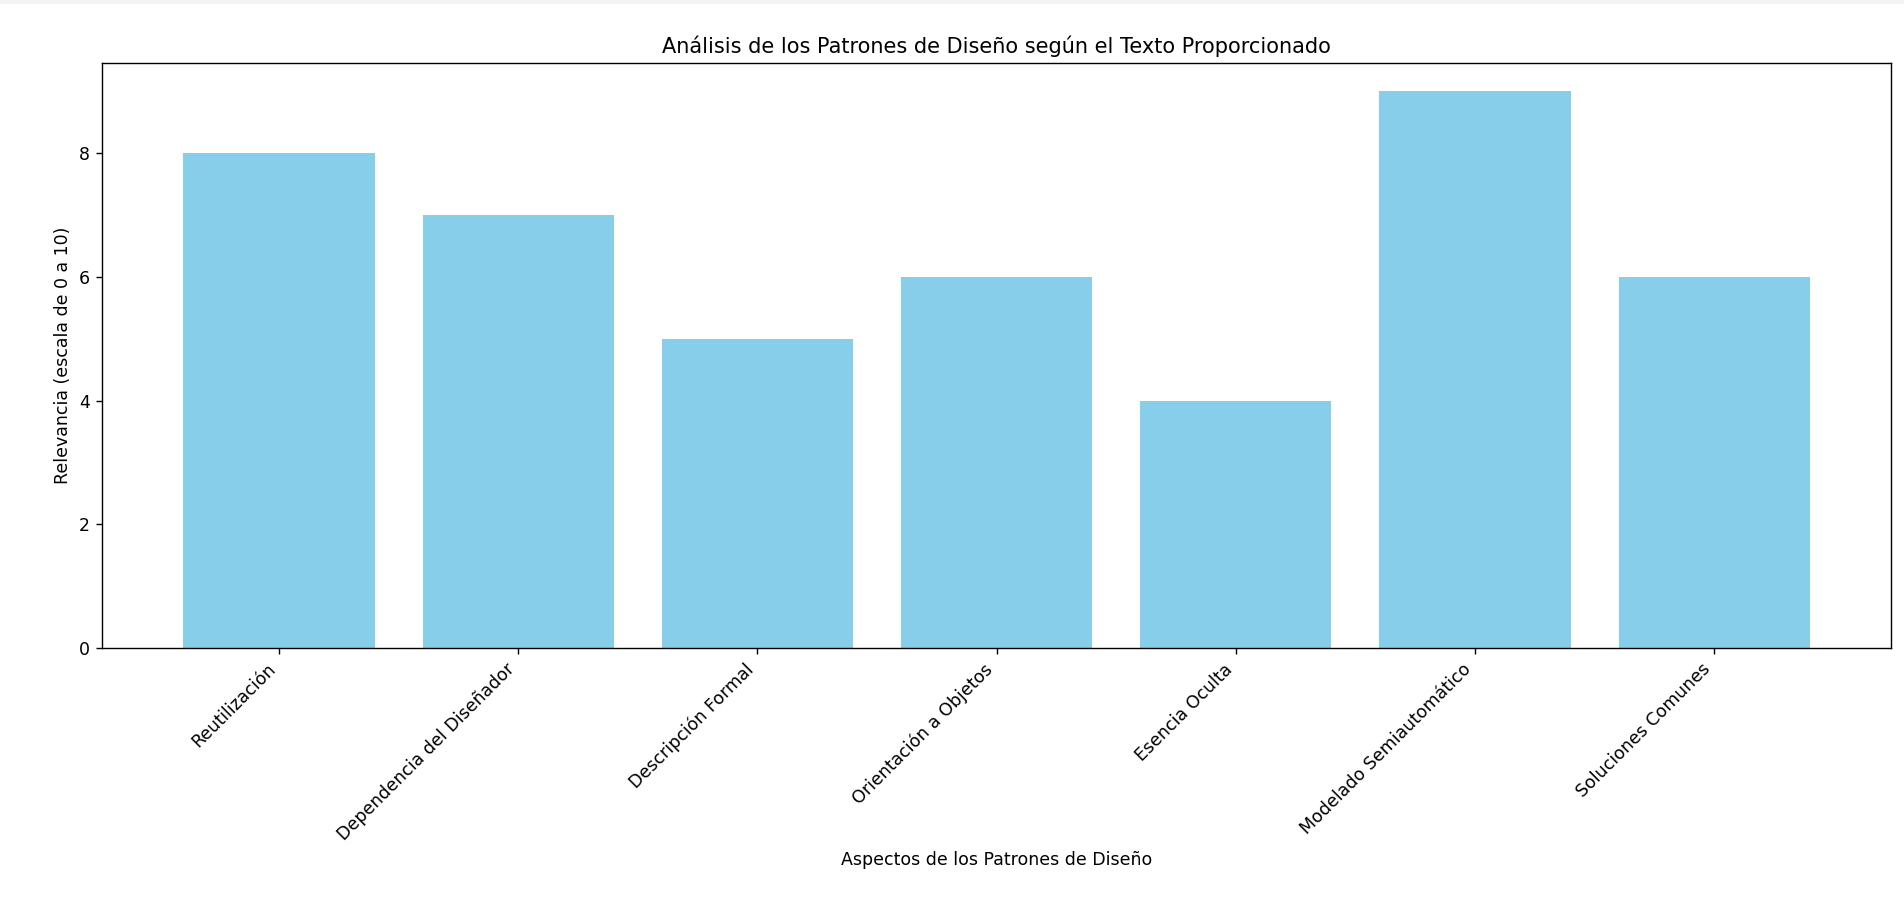 Análisis de los Patrones de Diseño según el Texto Proporcionado
Relevancia (escala de 0 a 10)
8
6
4
2
0
Reutilización
Dependencia del Diseñador
Descripción Formal
Orientación a Objetos
Esencia Oculta
Modelado Semiautomático
Soluciones Comunes
Aspectos de los Patrones de Diseño